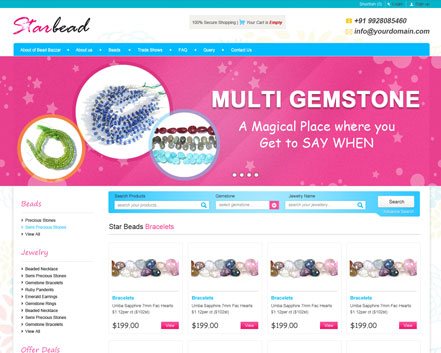 Shortlist (0) Login Sign up
Starbead
100% Secure Shopping | Your Cart is Empty
+91 9928085460
info@yourdomain.com
About of Bead Bazzar About us Beads Trade Shows FAQ Query Contact Us
MULTI GEMSTONE
A Magical Place where you
Get to SAY WHEN
Beads
Precious Stones
Semi Precious Stones
View All
Jewelry
Beaded Necklace
Semi Precious Stones
Gemstone Bracelets
Ruby Pendants
Emerald Earrings
Gemstone Rings
Beaded Necklace
Semi Precious Stones
Gemstone Bracelets
View All
Offer Deals
Search Products Gemstone Jewelry Name
search your products.. select gemstone... search your jewellery Search
Advance Search
Star Beads Bracelets
Bracelets Bracelets Bracelets Bracelets
Umba Sapphire 7mm Fac Hearts Umba Sapphire 7mm Fac Hearts Umba Sapphire 7mm Fac Hearts Umba Sapphire 7mm Fac Hearts
$1.12per ct ($102st) $1.12per ct ($102st) $1.12per ct ($102st) $1.12per ct ($102st)
$199.00 View $199.00 View $199.00 View $199.00 View